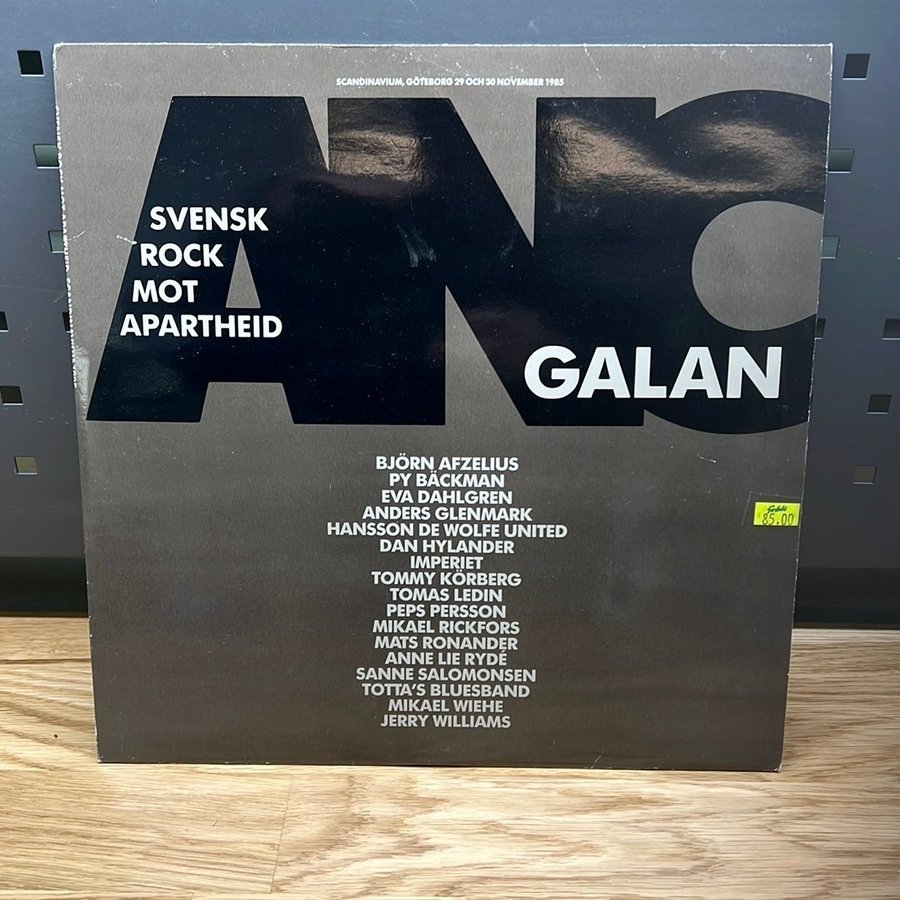 SCANDINAVIUM, GÖTEBORG 29 OCH 30 NOVEMBER 1985
ANC
SVENSK
ROCK
MOT
APARTHEID
GALAN
BJÖRN AFZELIUS
PY BÄCKMAN
EVA DAHLGREN
ANDERS GLENMARK
HANSSON DE WOLFE UNITED
DAN HYLANDER
IMPERIET
TOMMY KÖRBERG
TOMAS LEDIN
PEPS PERSSON
MIKAEL RICKFORS
MATS RONANDER
ANNE LIE RYDÉ
SANNE SALOMONSEN
TOTTA'S BLUESBAND
MIKAEL WIEHE
JERRY WILLIAMS
85.00